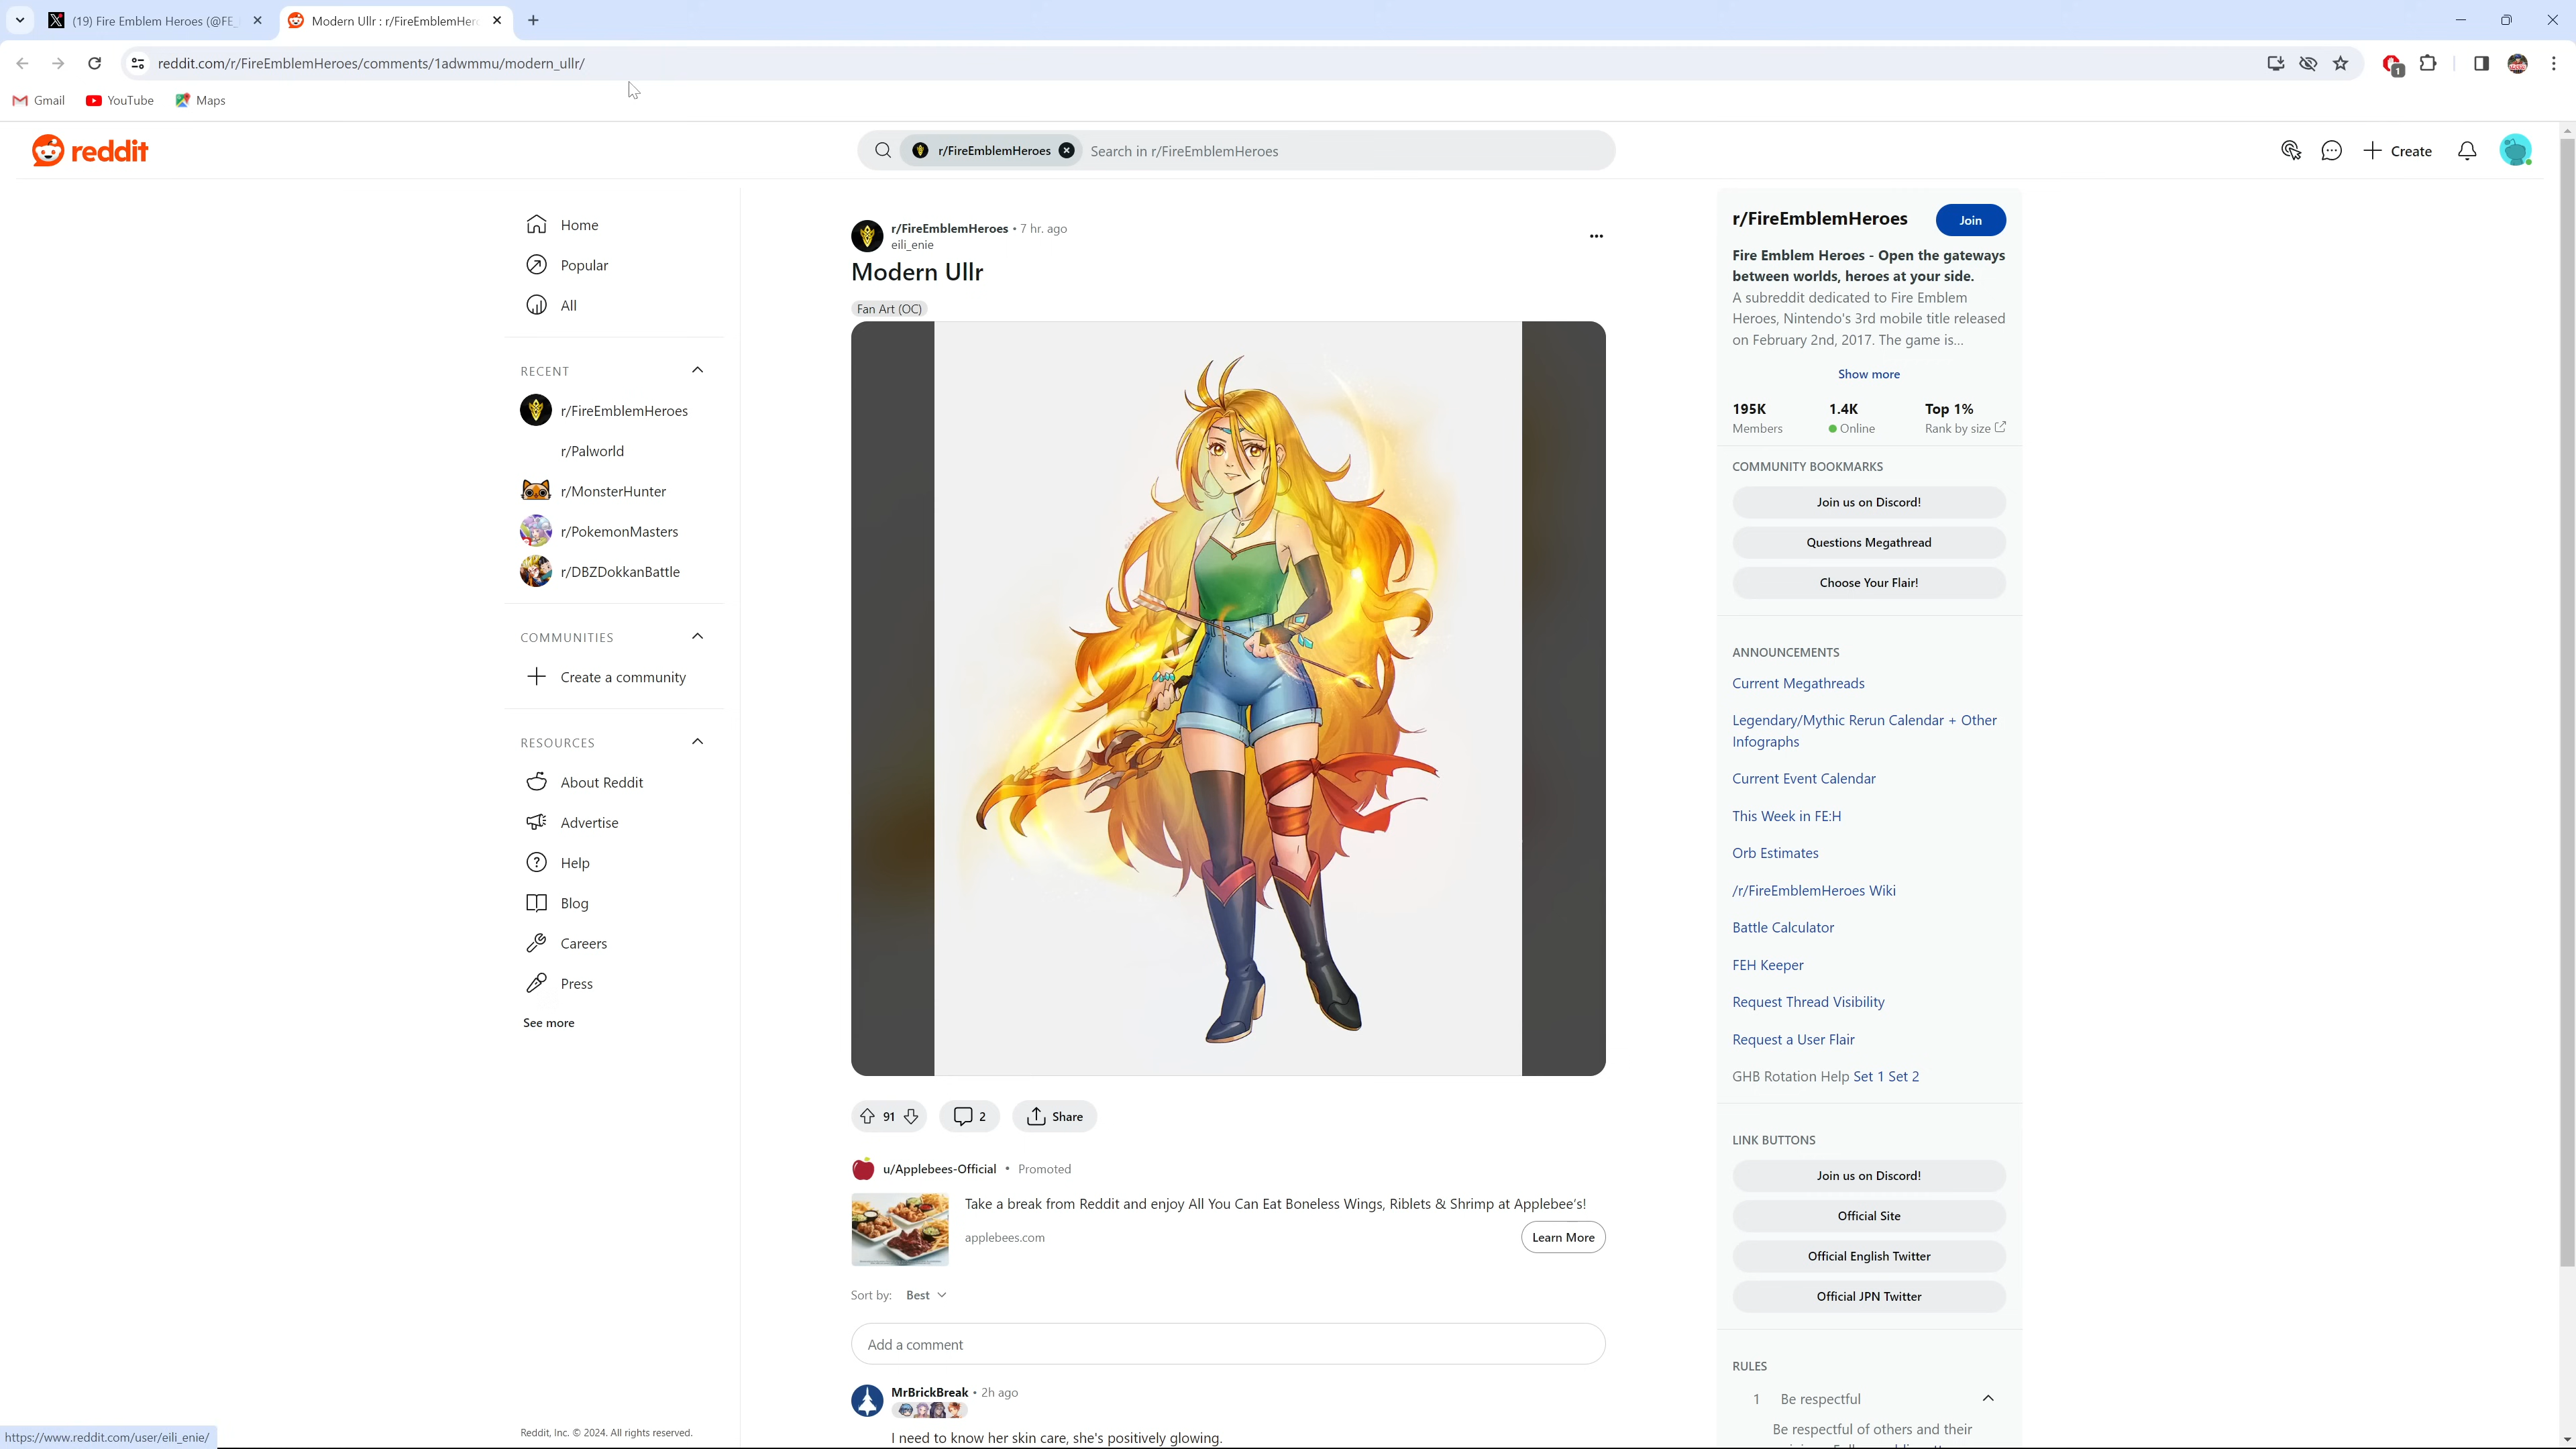 (19) Fire Emblem Heroes (@FE_
Modern Ullr : r/FireEmblemHer
reddit.com/r/FireEmblemHeroes/comments/1adwmmu/modern_ullr/
1
Gmail
YouTube
Maps
reddit
r/FireEmblemHeroes
Search in r/FireEmblemHeroes
Create
Home
Popular
All
RECENT
r/FireEmblemHeroes
r/Palworld
r/MonsterHunter
r/PokemonMasters
r/DBZDokkanBattle
COMMUNITIES
Create a community
RESOURCES
About Reddit
Advertise
Help
Blog
Careers
Press
See more
Reddit, Inc. © 2024. All rights reserved.
https://www.reddit.com/user/eili_enie/
r/FireEmblemHeroes • 7 hr. ago
eili_enie
Modern Ullr
Fan Art (OC)
91
2
Share
u/Applebees-Official • Promoted
Take a break from Reddit and enjoy All You Can Eat Boneless Wings, Riblets & Shrimp at Applebee's!
applebees.com
Learn More
Sort by: Best
Add a comment
MrBrickBreak • 2h ago
I need to know her skin care, she's positively glowing.
r/FireEmblemHeroes
Join
Fire Emblem Heroes - Open the gateways
between worlds, heroes at your side.
A subreddit dedicated to Fire Emblem
Heroes, Nintendo's 3rd mobile title released
on February 2nd, 2017. The game is...
Show more
195K 1.4K Top 1%
Members Online Rank by size
COMMUNITY BOOKMARKS
Join us on Discord!
Questions Megathread
Choose Your Flair!
ANNOUNCEMENTS
Current Megathreads
Legendary/Mythic Rerun Calendar + Other
Infographs
Current Event Calendar
This Week in FE:H
Orb Estimates
/r/FireEmblemHeroes Wiki
Battle Calculator
FEH Keeper
Request Thread Visibility
Request a User Flair
GHB Rotation Help Set 1 Set 2
LINK BUTTONS
Join us on Discord!
Official Site
Official English Twitter
Official JPN Twitter
RULES
1 Be respectful
Be respectful of others and their